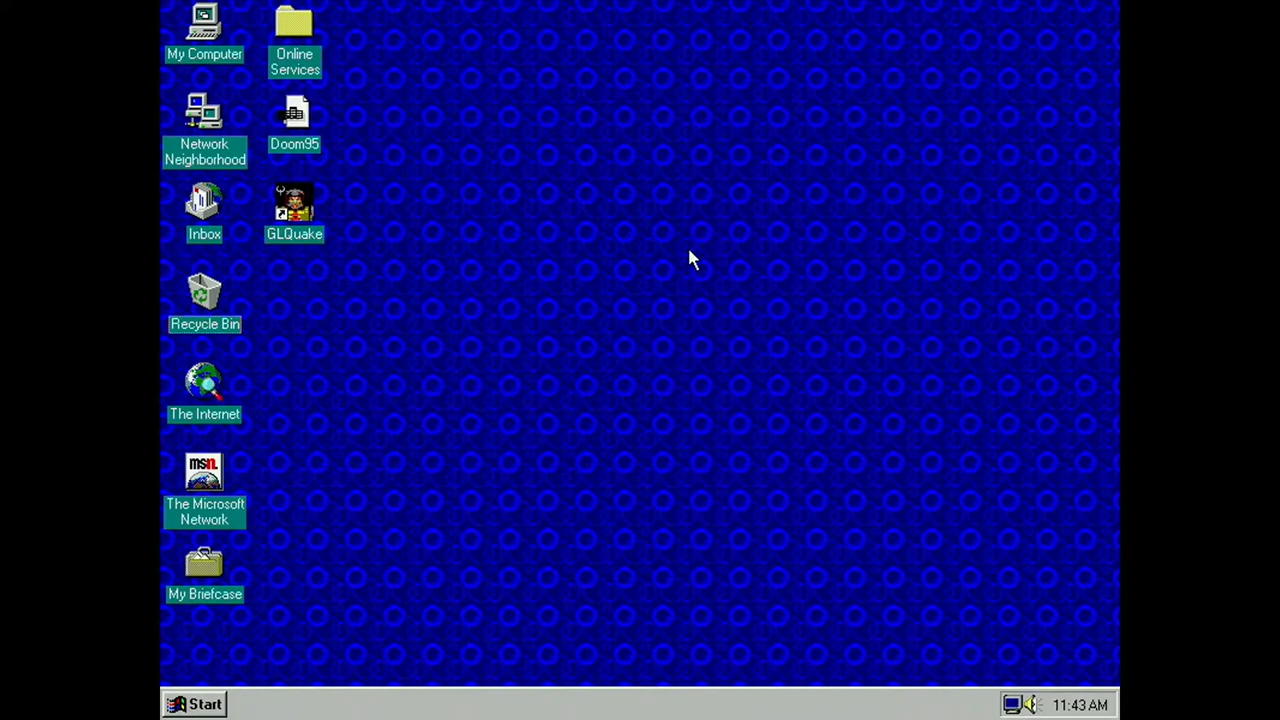 My Computer
Online
Services
Network
Neighborhood
Doom95
Inbox
GLQuake
Recycle Bin
The Internet
msn.
The Microsoft
Network
My Briefcase
Start
11:43 AM